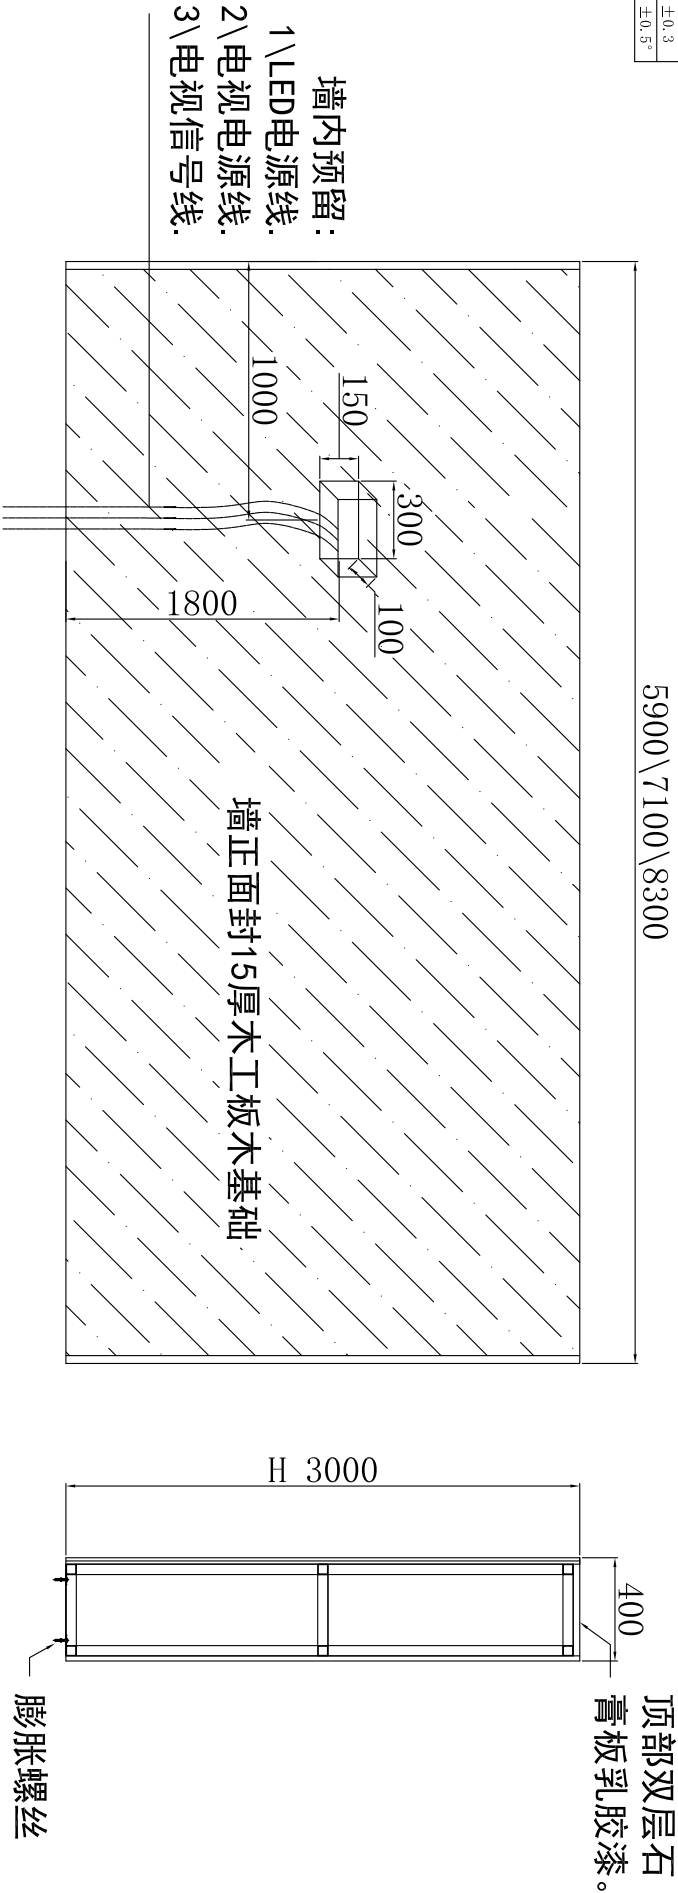 ±0.3
±0.5°
墙内预留:
1\LED电源线.
2\电视电源线.
3\电视信号线.
5900\7100\8300
1000
150
300
100
1800
墙正面封15厚木工板木基础
H 3000
400
顶部双层石
膏板乳胶漆。
膨胀螺丝